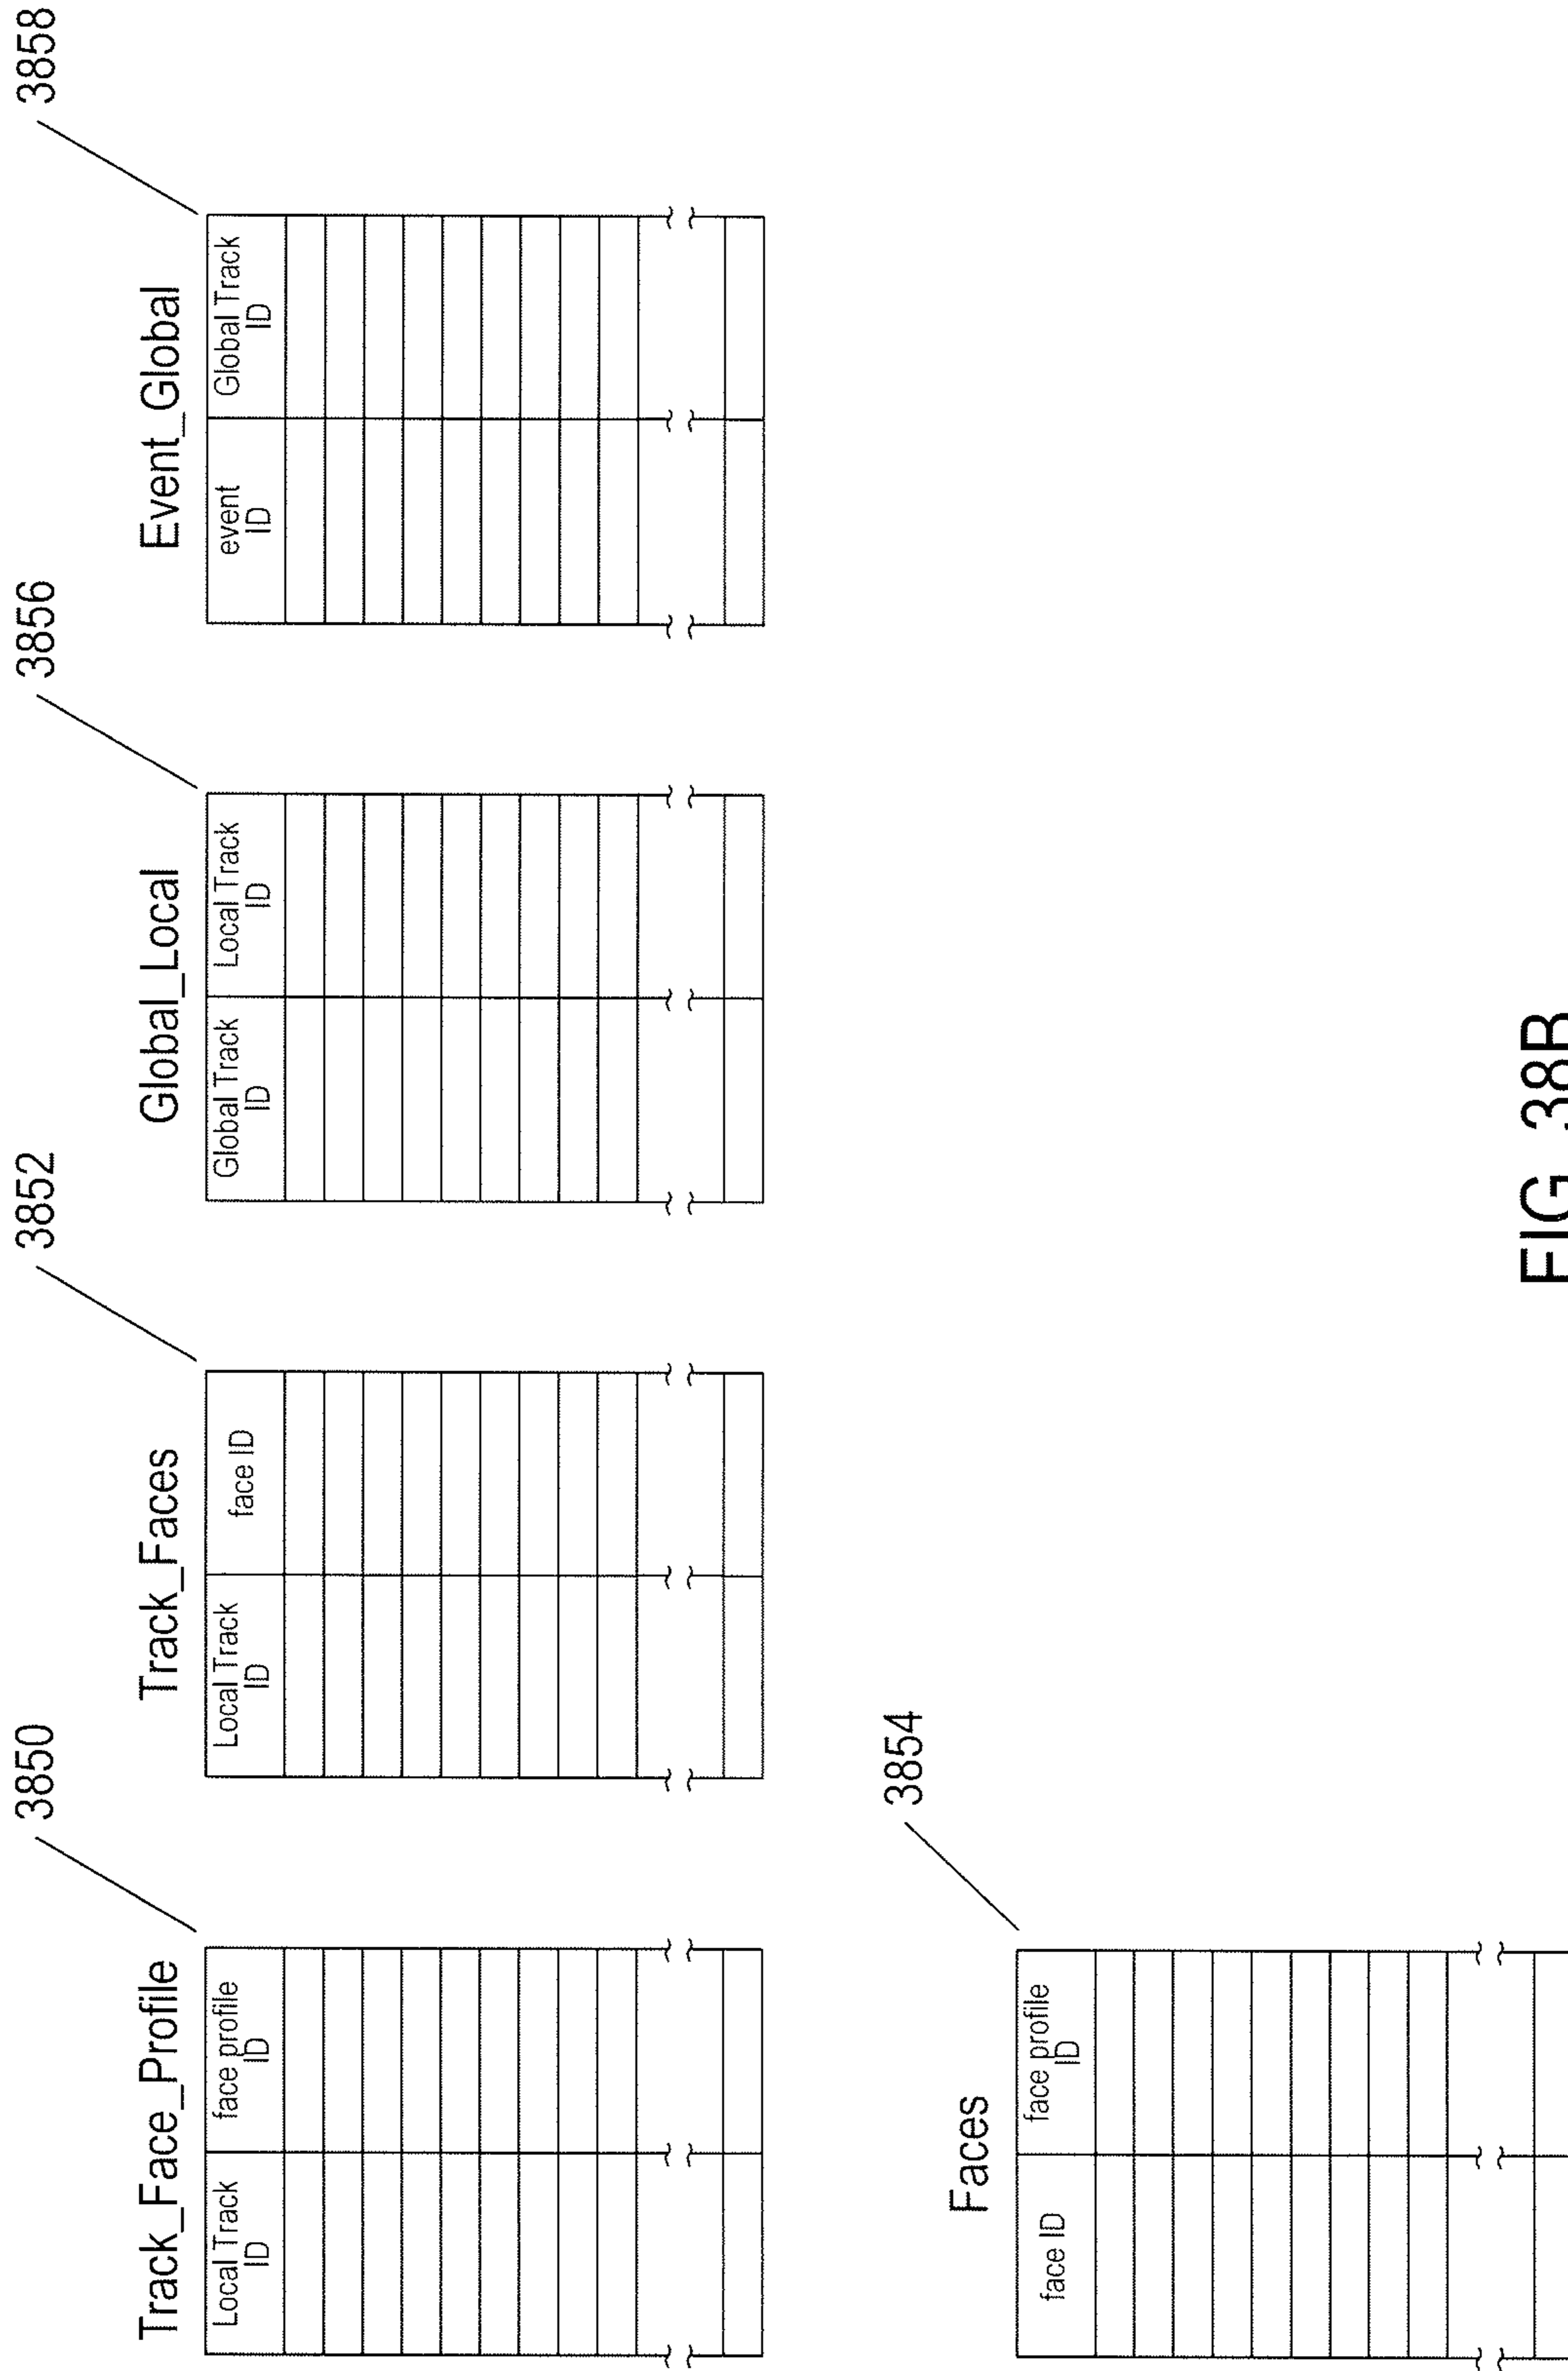 3850
3852
3856
3858
Track_Face_Profile
Track_Faces
Global_Local
Event_Global
Local Track
ID
face profile
ID
Local Track
ID
face ID
Global Track
ID
Local Track
ID
event
ID
Global Track
ID
3854
Faces
face ID
face profile
ID
FIG. 38B